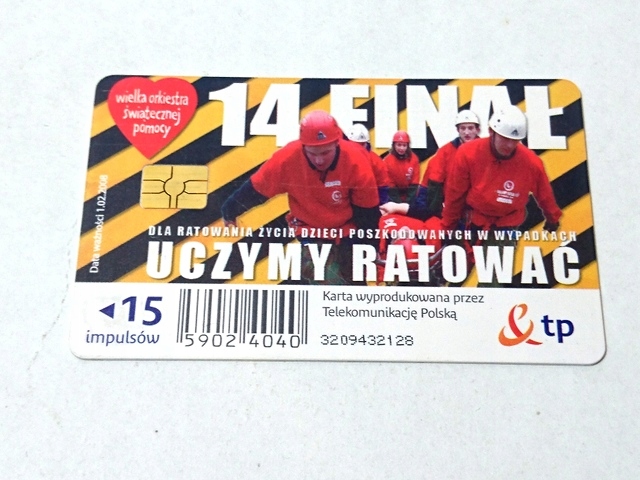 wielka orkiestra
świątecznej
pomocy
14 FINAŁ
Data ważności 1.02.2008
DLA RATOWANIA ŻYCIA DZIECI POSZKODOWANYCH W WYPADKACH
UCZYMY RATOWAĆ
15
impulsów
5902 4040
Karta wyprodukowana przez
Telekomunikację Polską
3209432128
tp